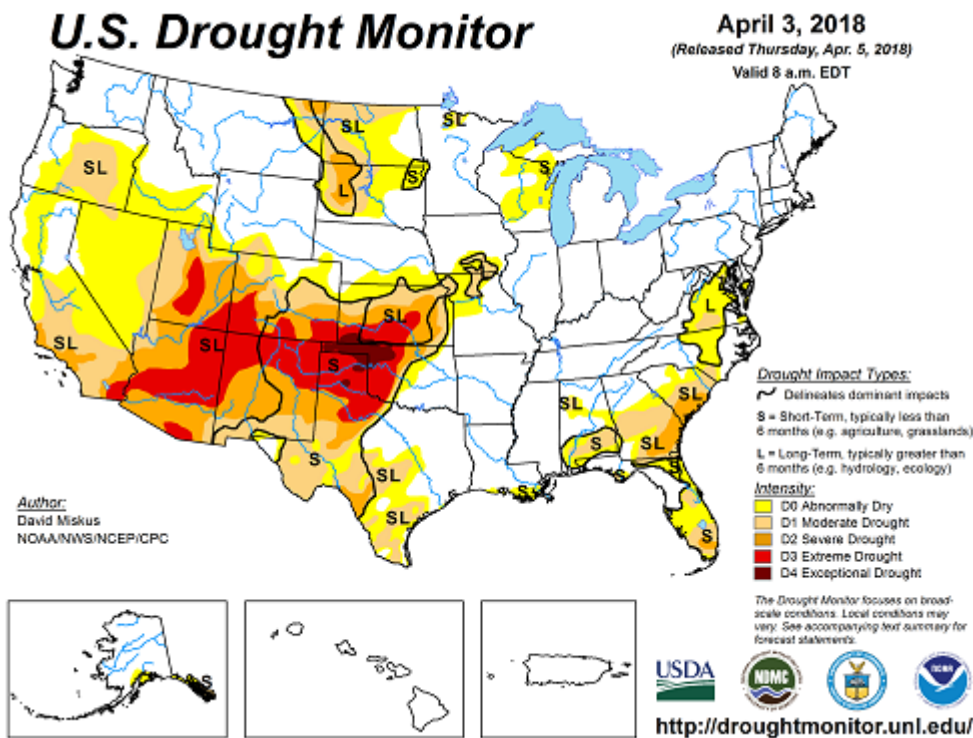 U.S. Drought Monitor
April 3, 2018
(Released Thursday, Apr. 5, 2018)
Valid 8 a.m. EDT
SL
SL
S
SL
L
S
SL
L
SL
SL
S
SL
SL
S
SL
S
SL
SL
S
S
S
S
S
Drought Impact Types:
Delineates dominant impacts
S = Short-Term, typically less than
6 months (e.g. agriculture, grasslands)
L = Long-Term, typically greater than
6 months (e.g. hydrology, ecology)
Intensity:
D0 Abnormally Dry
D1 Moderate Drought
D2 Severe Drought
D3 Extreme Drought
D4 Exceptional Drought
Author:
David Miskus
NOAA/NWS/NCEP/CPC
The Drought Monitor focuses on broad-
scale conditions. Local conditions may
vary. See accompanying text summary for
forecast statements.
S
USDA
NDMC
NOAA
http://droughtmonitor.unl.edu/